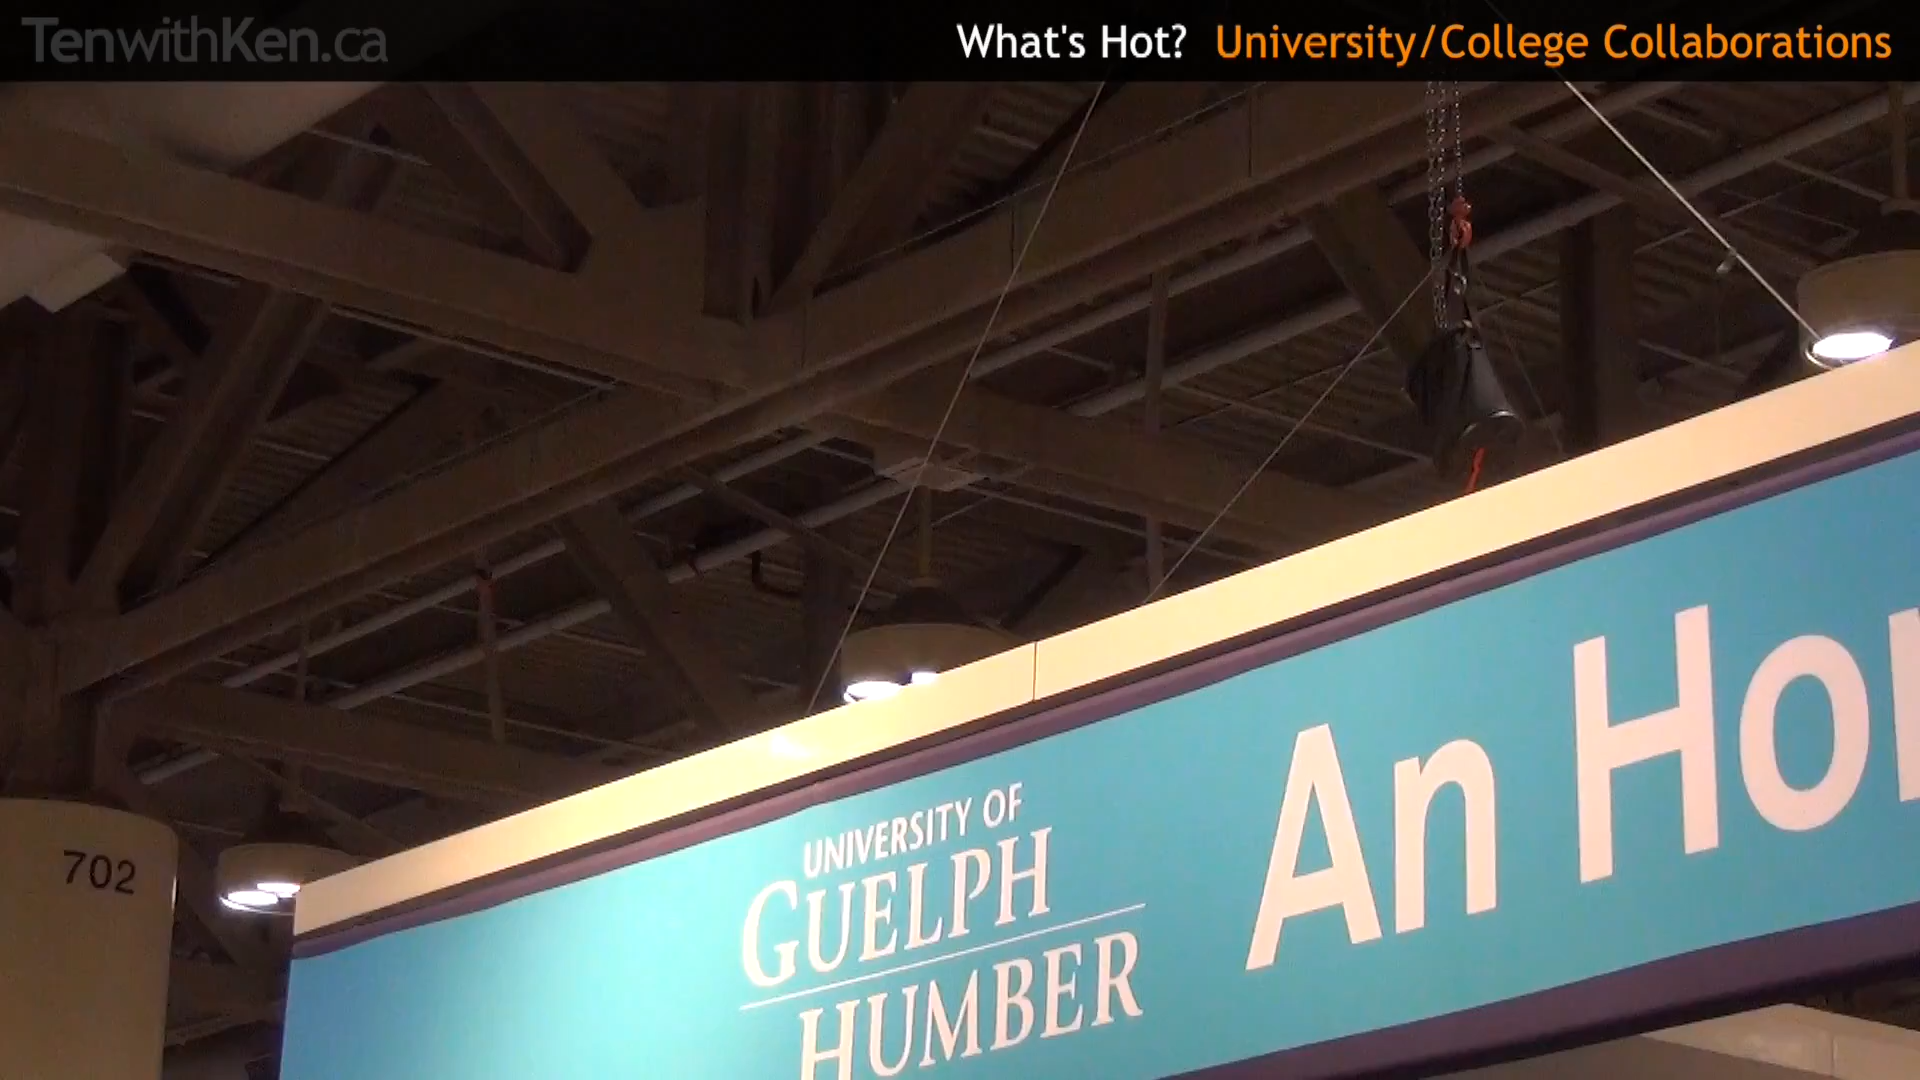 TenwithKen.ca
What's Hot? University/College Collaborations
702
UNIVERSITY OF
GUELPH
HUMBER
An Ho